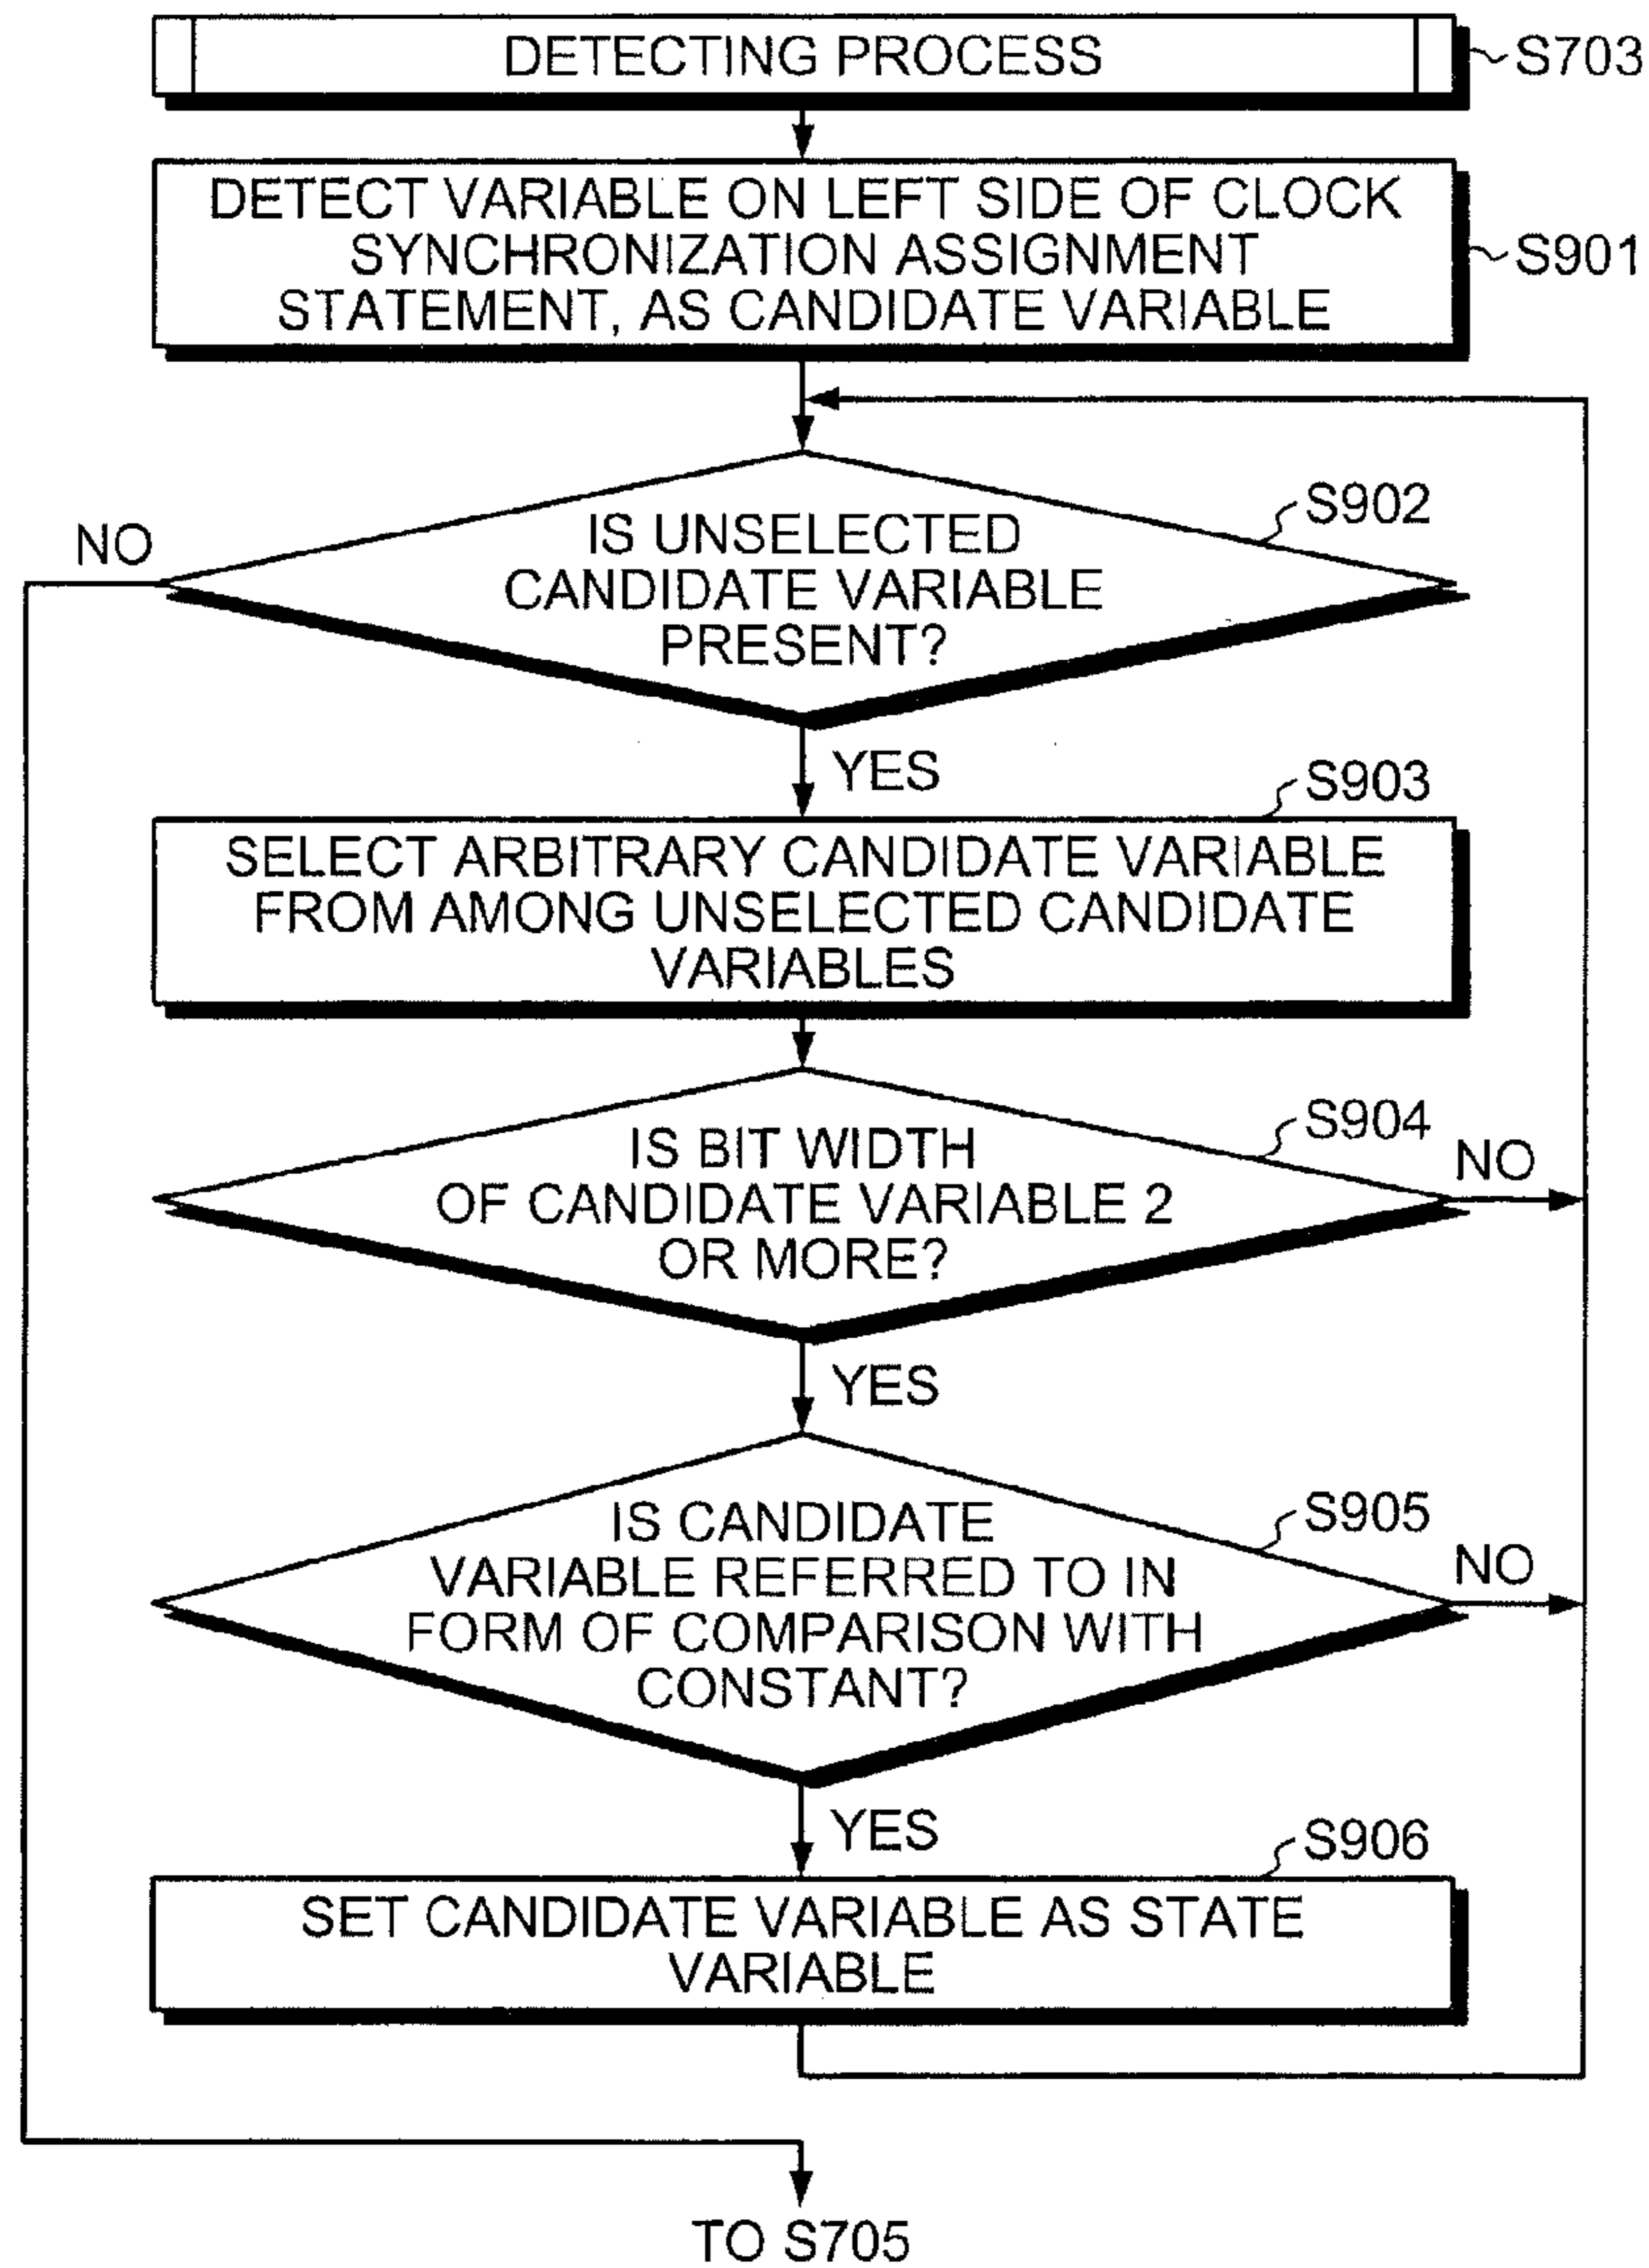 DETECTING PROCESS
S703
DETECT VARIABLE ON LEFT SIDE OF CLOCK
SYNCHRONIZATION ASSIGNMENT
STATEMENT, AS CANDIDATE VARIABLE
S901
S902
NO
IS UNSELECTED
CANDIDATE VARIABLE
PRESENT?
YES
S903
SELECT ARBITRARY CANDIDATE VARIABLE
FROM AMONG UNSELECTED CANDIDATE
VARIABLES
S904
NO
IS BIT WIDTH
OF CANDIDATE VARIABLE 2
OR MORE?
YES
S905
NO
IS CANDIDATE
VARIABLE REFERRED TO IN
FORM OF COMPARISON WITH
CONSTANT?
YES
S906
SET CANDIDATE VARIABLE AS STATE
VARIABLE
TO S705